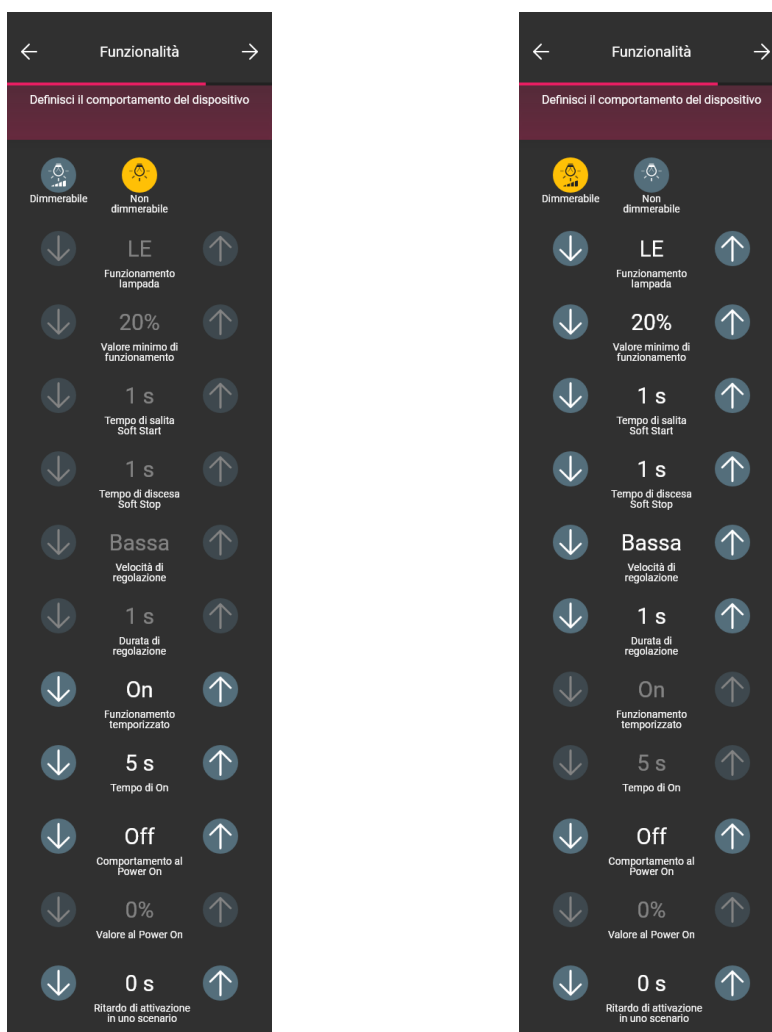 Funzionalità
Definisci il comportamento del dispositivo
Dimmerabile
Non
dimmerabile
LE
Funzionamento
lampada
20%
Valore minimo di
funzionamento
1 s
Tempo di salita
Soft Start
1 s
Tempo di discesa
Soft Stop
Bassa
Velocità di
regolazione
1 s
Durata di
regolazione
On
Funzionamento
temporizzato
5 s
Tempo di On
Off
Comportamento al
Power On
0%
Valore al Power On
0 s
Ritardo di attivazione
in uno scenario
Funzionalità
Definisci il comportamento del dispositivo
Dimmerabile
Non
dimmerabile
LE
Funzionamento
lampada
20%
Valore minimo di
funzionamento
1 s
Tempo di salita
Soft Start
1 s
Tempo di discesa
Soft Stop
Bassa
Velocità di
regolazione
1 s
Durata di
regolazione
On
Funzionamento
temporizzato
5 s
Tempo di On
Off
Comportamento al
Power On
0%
Valore al Power On
0 s
Ritardo di attivazione
in uno scenario